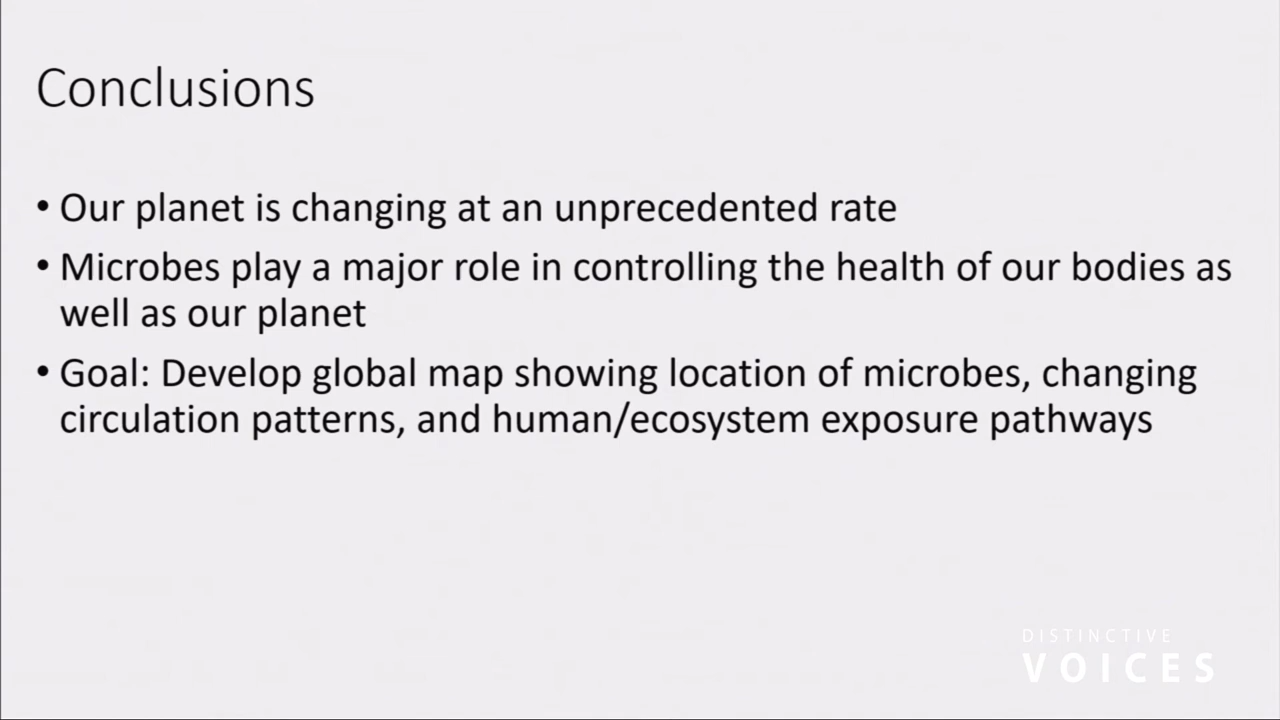 Conclusions
• Our planet is changing at an unprecedented rate
• Microbes play a major role in controlling the health of our bodies as
well as our planet
• Goal: Develop global map showing location of microbes, changing
circulation patterns, and human/ecosystem exposure pathways
DISTINCTIVE
VOICES